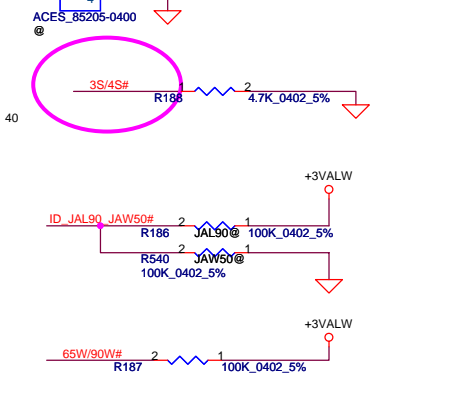 4
ACES_85205-0400
@
3S/4S#
1
2
R188
4.7K_0402_5%
40
+3VALW
ID_JAL90_JAW50#
2
1
R186
JAL90@
100K_0402_5%
2
1
R540
JAW50@
100K_0402_5%
+3VALW
65W/90W#
2
1
R187
100K_0402_5%